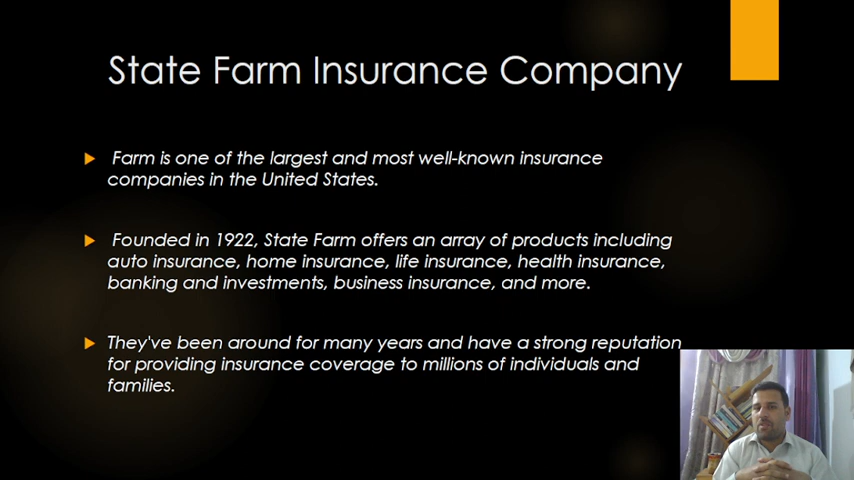 State Farm Insurance Company
Farm is one of the largest and most well-known insurance
companies in the United States.
Founded in 1922, State Farm offers an array of products including
auto insurance, home insurance, life insurance, health insurance,
banking and investments, business insurance, and more.
They've been around for many years and have a strong reputation
for providing insurance coverage to millions of individuals and
families.